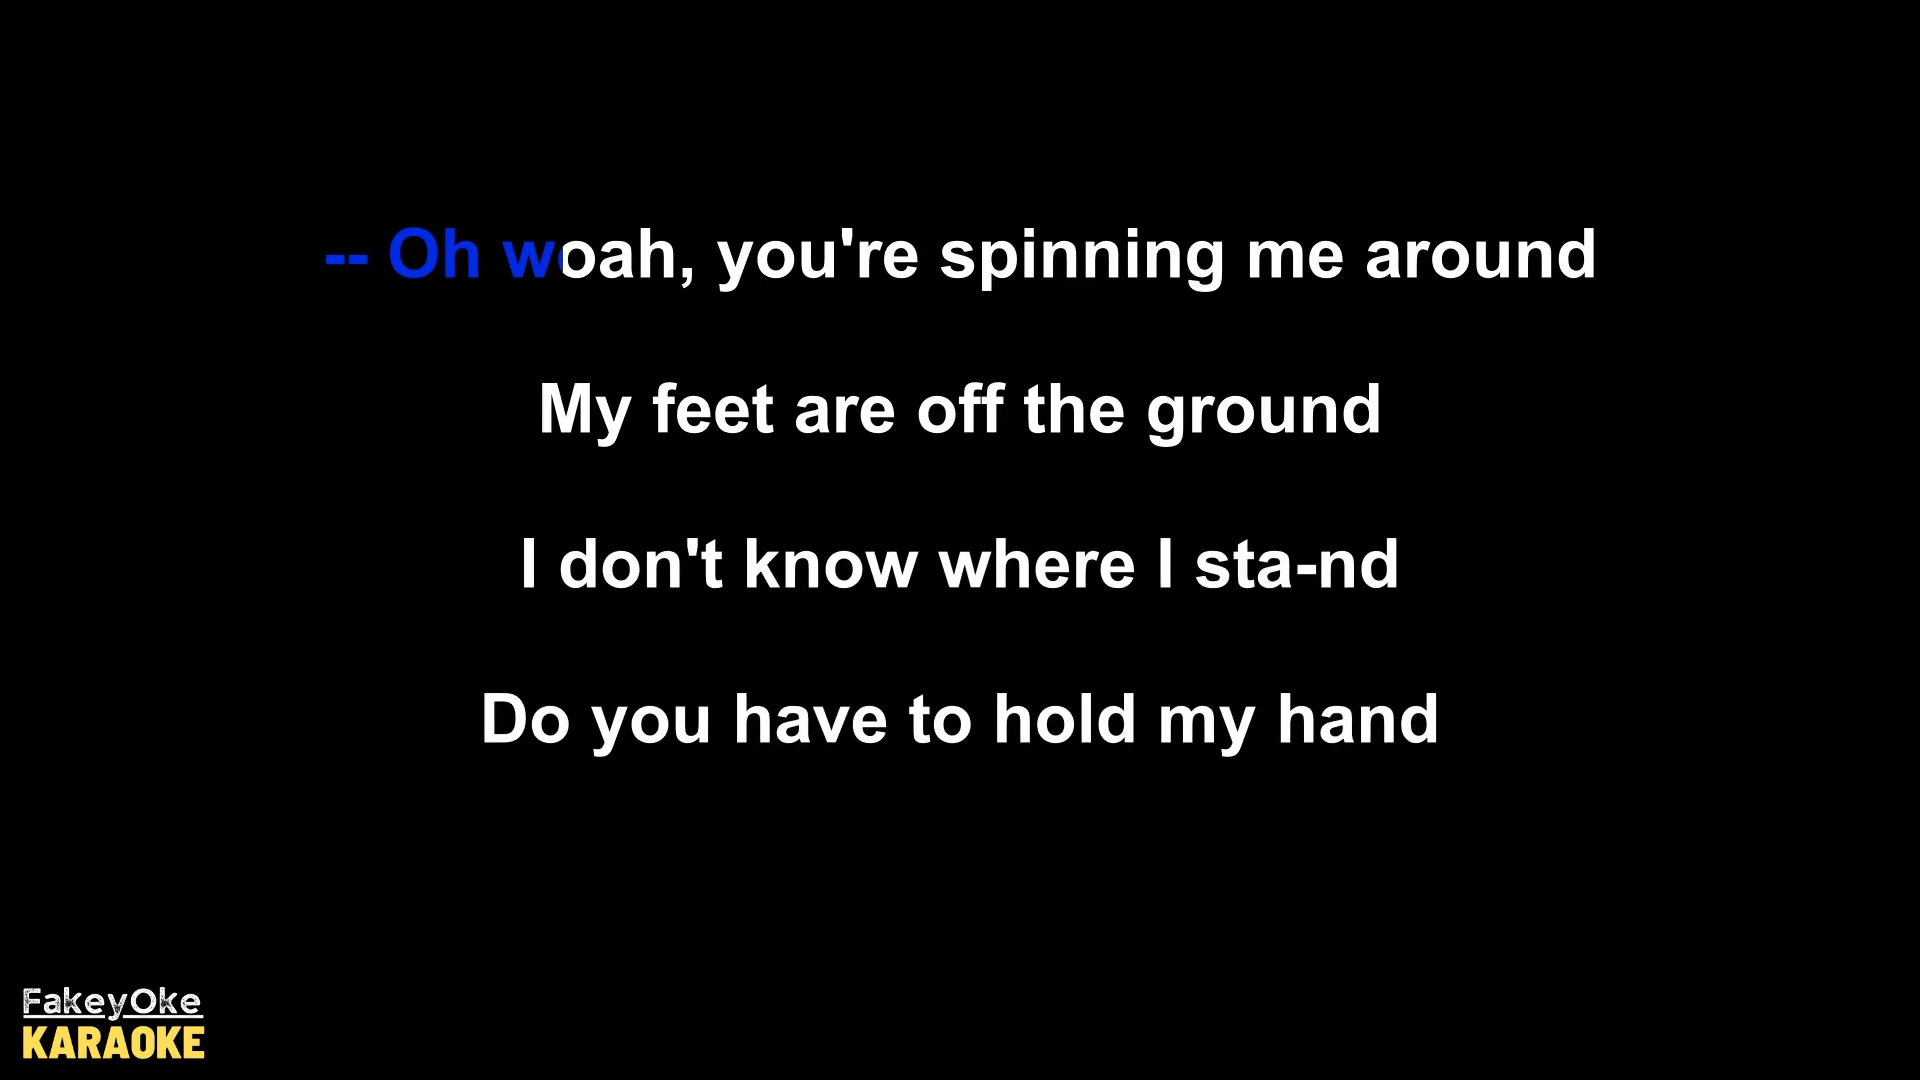 -- Oh woah, you're spinning me around
My feet are off the ground
I don't know where I sta-nd
Do you have to hold my hand
FakeyOke
KARAOKE